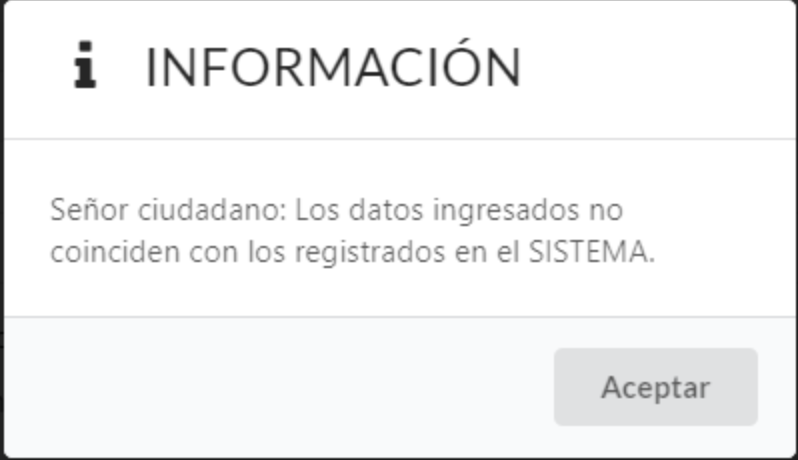 INFORMACIÓN
Señor ciudadano: Los datos ingresados no
coinciden con los registrados en el SISTEMA.
Aceptar